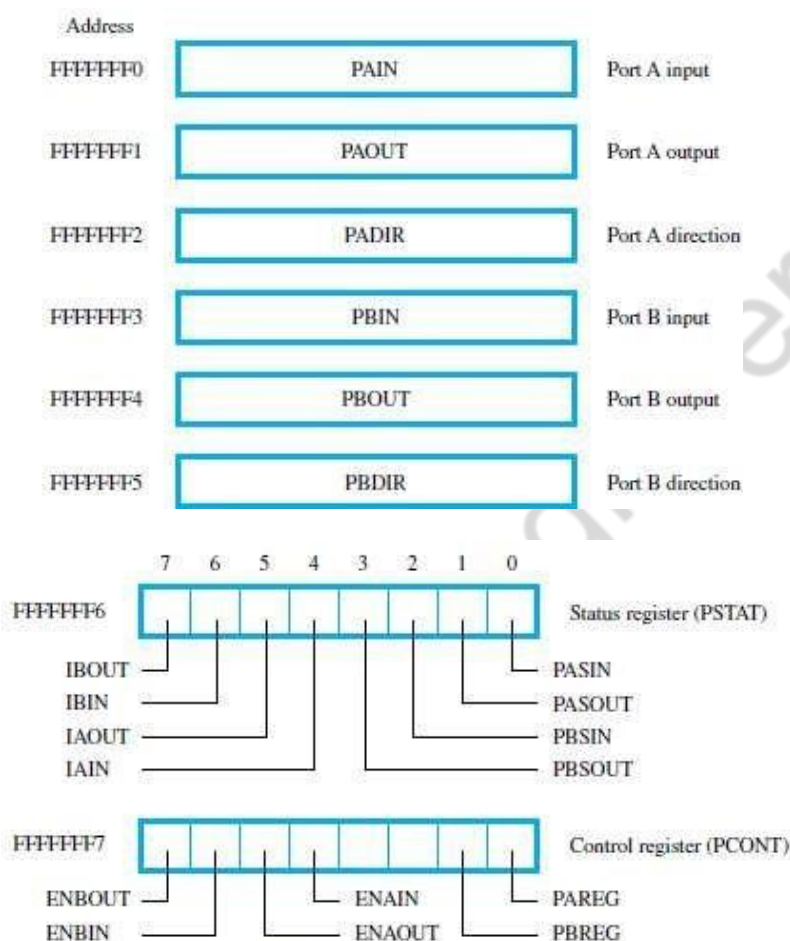 Address
FFFFFFF0 PAIN Port A input
FFFFFFF1 PAOUT Port A output
FFFFFFF2 PADIR Port A direction
FFFFFFF3 PBIN Port B input
FFFFFFF4 PBOUT Port B output
FFFFFFF5 PBDIR Port B direction
7 6 5 4 3 2 1 0
FFFFFFF6 Status register (PSTAT)
IBOUT PASIN
IBIN PASOUT
IAOUT PBSIN
IAIN PBSOUT
FFFFFFF7 Control register (PCONT)
ENBOUT ENAIN PAREG
ENBIN ENAOUT PBREG